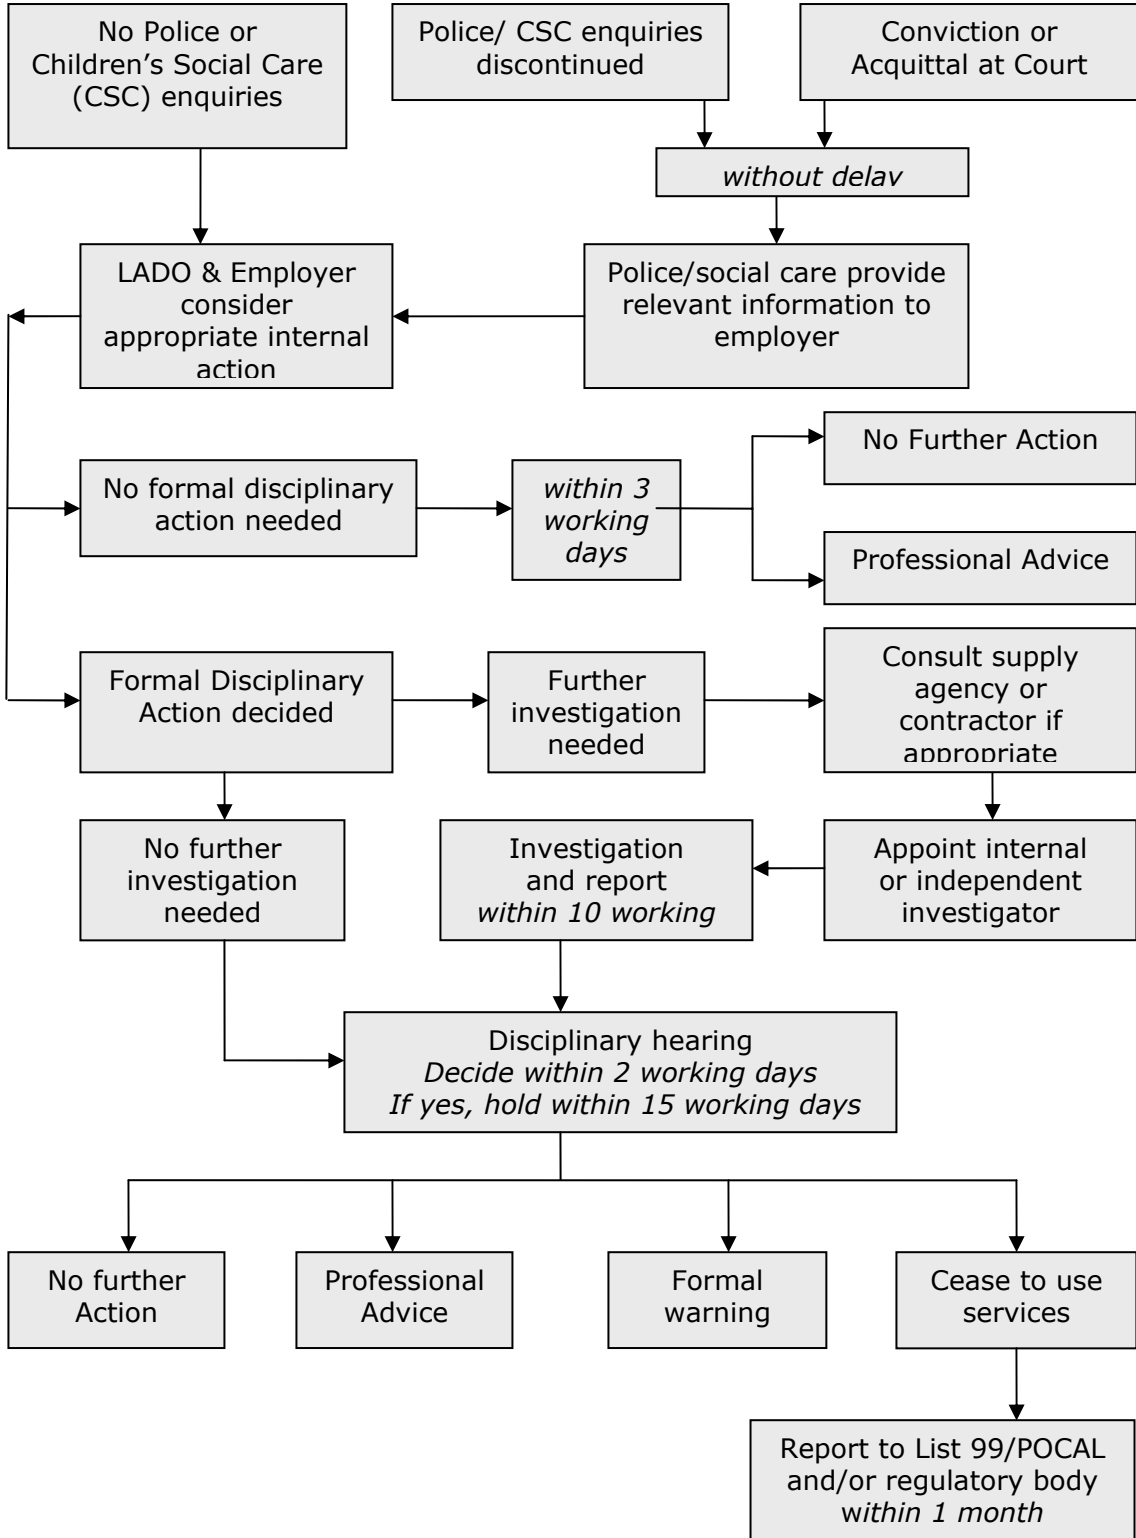 No Police or
Children’s Social Care
(CSC) enquiries
Police/ CSC enquiries
discontinued
Conviction or
Acquittal at Court
without delay
LADO & Employer
consider
appropriate internal
action
Police/social care provide
relevant information to
employer
No Further Action
No formal disciplinary
action needed
within 3
working
days
Professional Advice
Formal Disciplinary
Action decided
Further
investigation
needed
Consult supply
agency or
contractor if
appropriate
No further
investigation
needed
Investigation
and report
within 10 working
Appoint internal
or independent
investigator
Disciplinary hearing
Decide within 2 working days
If yes, hold within 15 working days
No further
Action
Professional
Advice
Formal
warning
Cease to use
services
Report to List 99/POCAL
and/or regulatory body
within 1 month